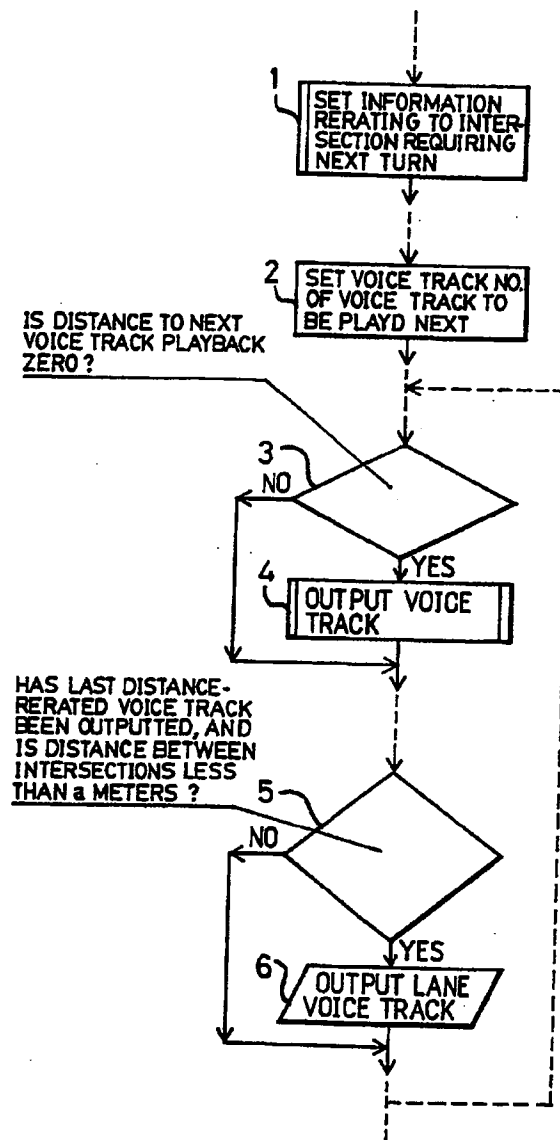 1
SET INFORMATION
RERATING TO INTER-
SECTION REQUIRING
NEXT TURN
2
SET VOICE TRACK NO.
OF VOICE TRACK TO
BE PLAYD NEXT
IS DISTANCE TO NEXT
VOICE TRACK PLAYBACK
ZERO ?
3
NO
YES
4
OUTPUT VOICE
TRACK
HAS LAST DISTANCE-
RERATED VOICE TRACK
BEEN OUTPUTTED, AND
IS DISTANCE BETWEEN
INTERSECTIONS LESS
THAN a METERS ?
5
NO
YES
6
OUTPUT LANE
VOICE TRACK